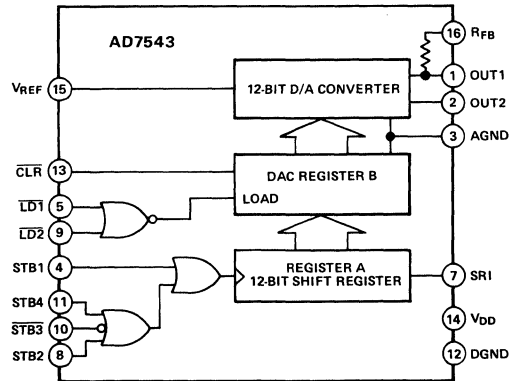 AD7543
16 RFB
VREF 15
12-BIT D/A CONVERTER
1 OUT1
2 OUT2
3 AGND
CLR 13
DAC REGISTER B
LOAD
LD1 5
LD2 9
STB1 4
REGISTER A
12-BIT SHIFT REGISTER
7 SRI
STB4 11
STB3 10
STB2 8
14 VDD
12 DGND